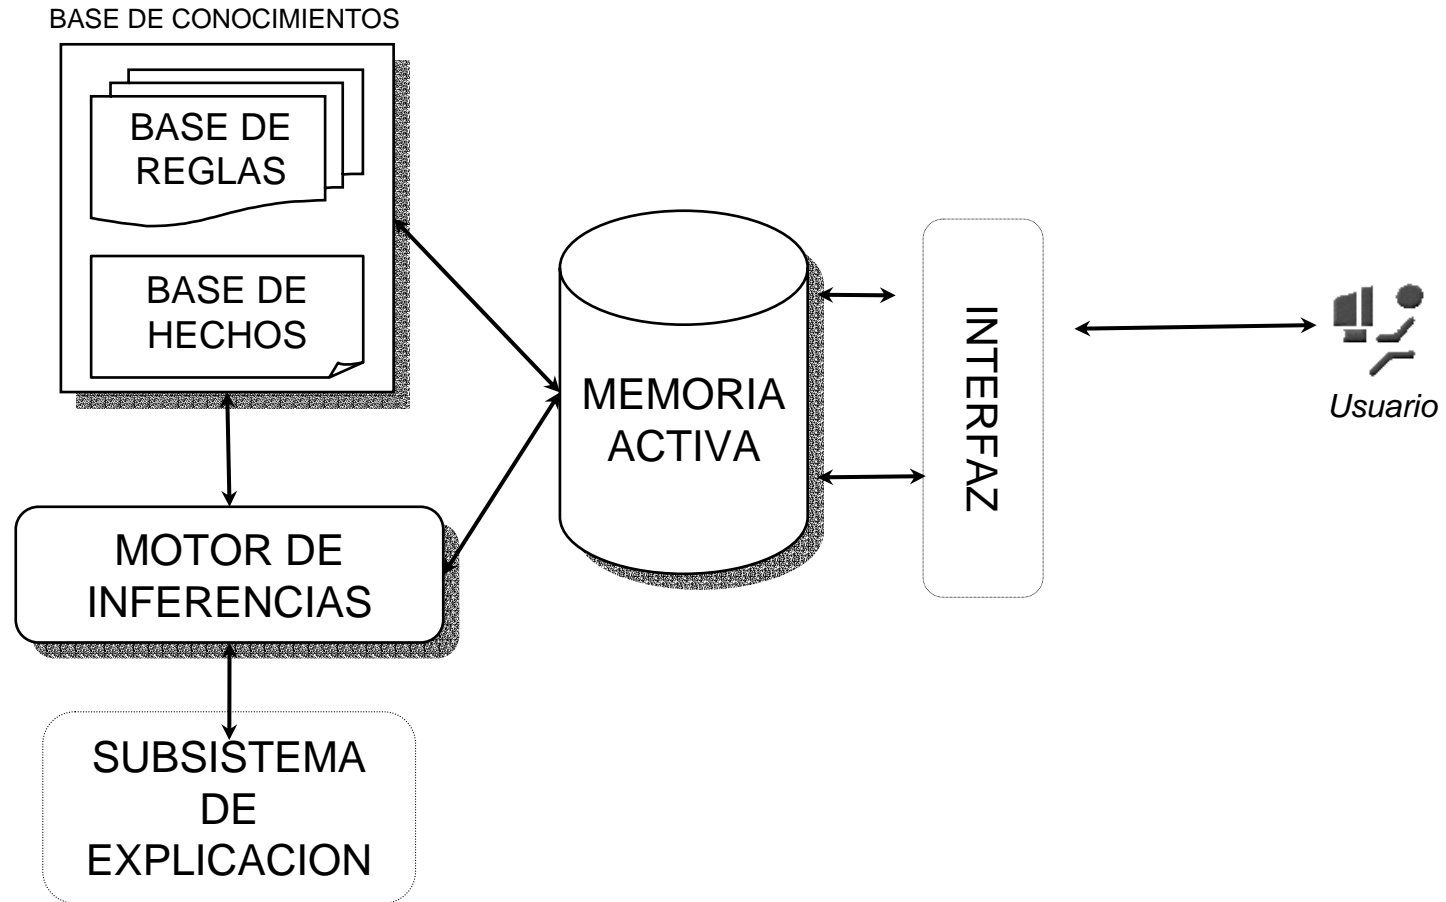 BASE DE CONOCIMIENTOS
BASE DE
REGLAS
BASE DE
HECHOS
MOTOR DE
INFERENCIAS
SUBSISTEMA
DE
EXPLICACION
MEMORIA
ACTIVA
INTERFAZ
Usuario